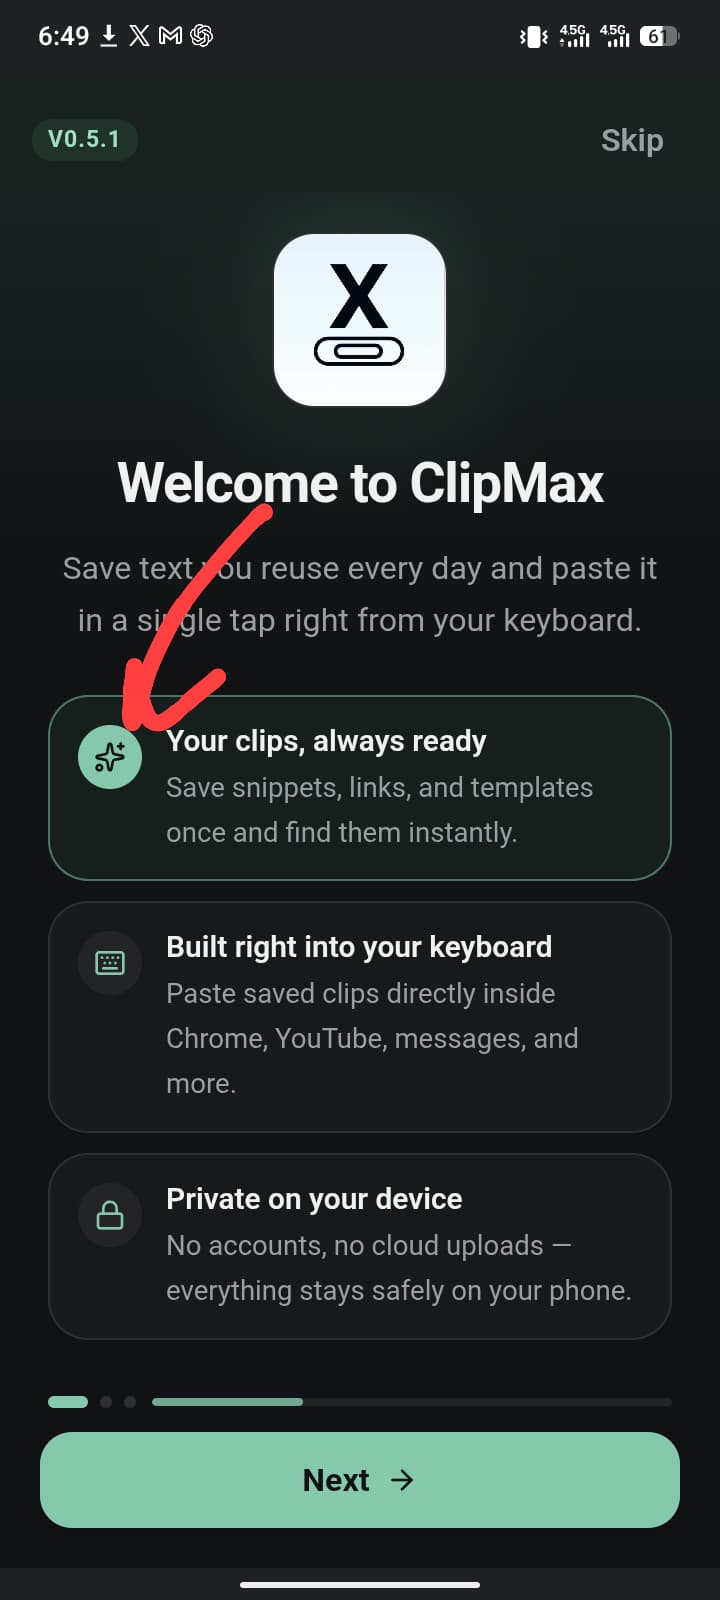 6:49
4.5G 4.5G 61
V0.5.1
Skip
X
Welcome to ClipMax
Save text you reuse every day and paste it
in a single tap right from your keyboard.
Your clips, always ready
Save snippets, links, and templates
once and find them instantly.
Built right into your keyboard
Paste saved clips directly inside
Chrome, YouTube, messages, and
more.
Private on your device
No accounts, no cloud uploads —
everything stays safely on your phone.
Next →